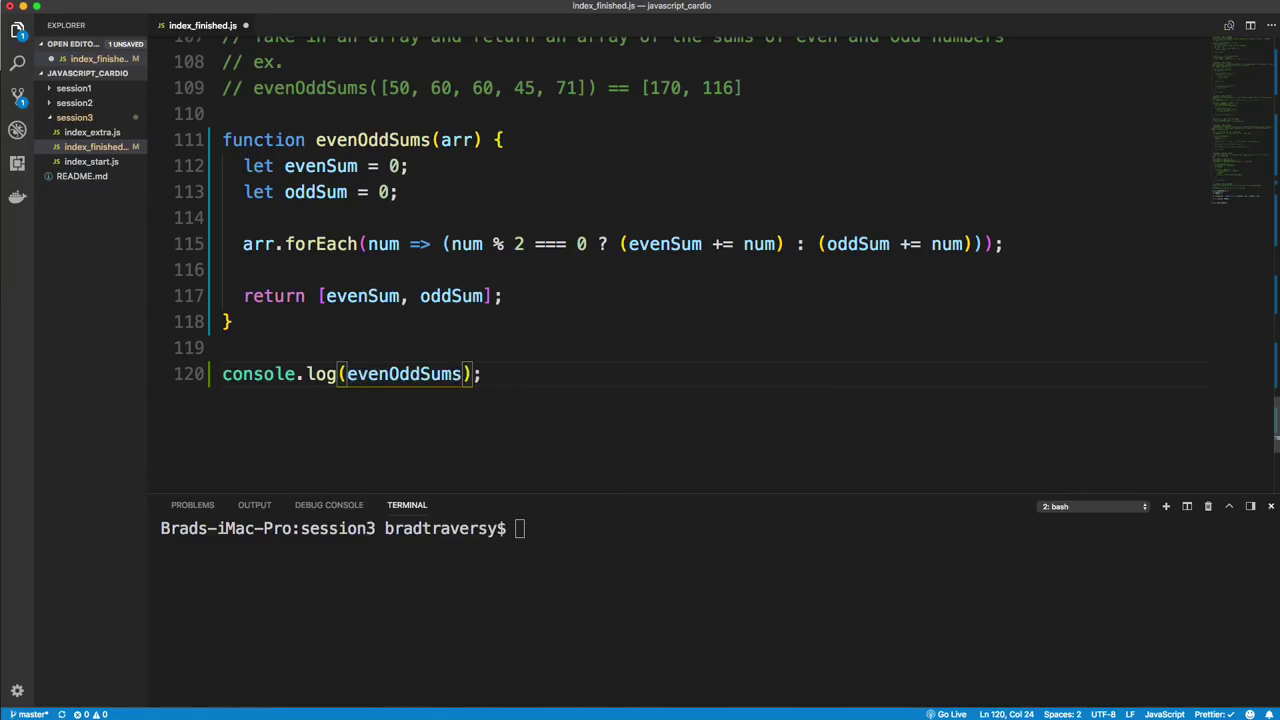 index_finished.js — javascript_cardio
EXPLORER
index_finished.js
OPEN EDITO... 1 UNSAVED
index_finishe... M
JAVASCRIPT_CARDIO
session1
session2
session3
index_extra.js
index_finished... M
index_start.js
README.md
1
1
107 // Take in an array and return an array of the sums of even and odd numbers
108 // ex.
109 // evenOddSums([50, 60, 60, 45, 71]) == [170, 116]
110
111 function evenOddSums(arr) {
112 let evenSum = 0;
113 let oddSum = 0;
114
115 arr.forEach(num => (num % 2 === 0 ? (evenSum += num) : (oddSum += num)));
116
117 return [evenSum, oddSum];
118 }
119
120 console.log(evenOddSums);
PROBLEMS OUTPUT DEBUG CONSOLE TERMINAL 2: bash
Brads-iMac-Pro:session3 bradtraversy$
master* 0 0 Go Live Ln 120, Col 24 Spaces: 2 UTF-8 LF JavaScript Prettier: ✓